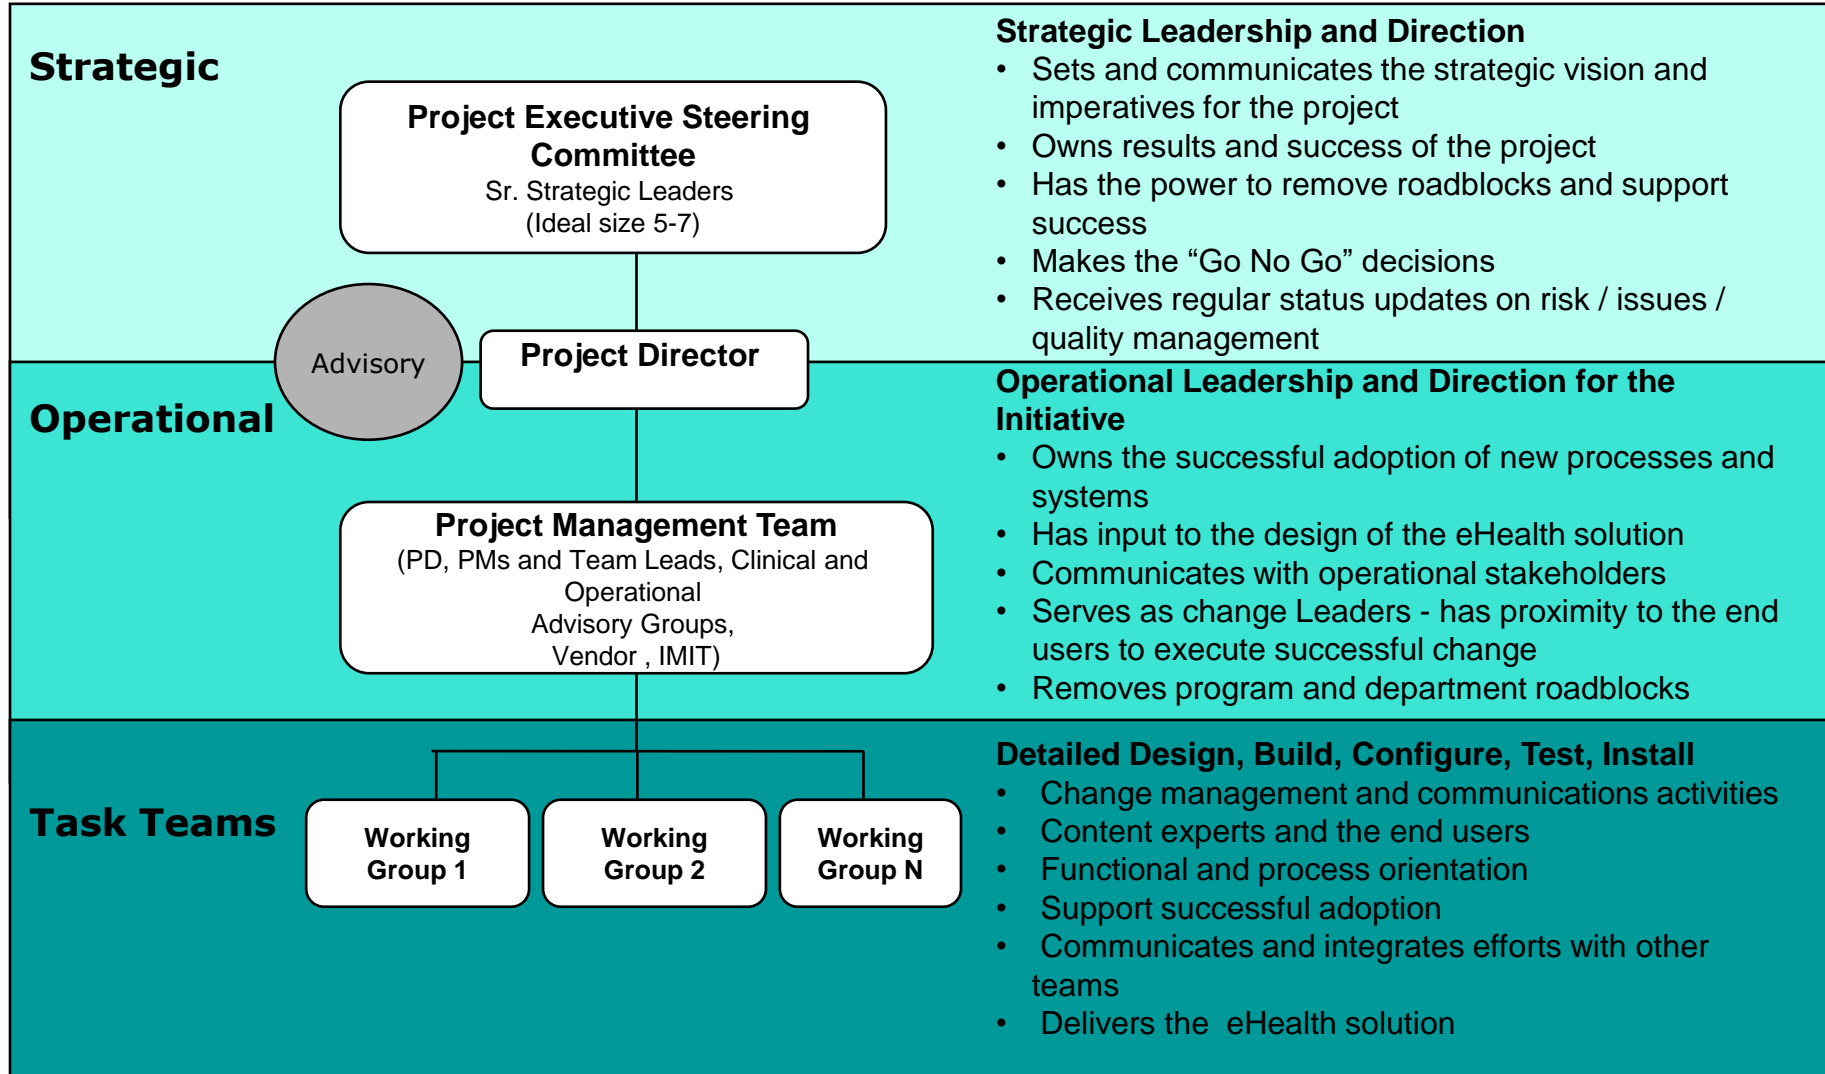 Strategic
Project Executive Steering
Committee
Sr. Strategic Leaders
(Ideal size 5-7)
Strategic Leadership and Direction
• Sets and communicates the strategic vision and
imperatives for the project
• Owns results and success of the project
• Has the power to remove roadblocks and support
success
• Makes the “Go No Go” decisions
• Receives regular status updates on risk / issues /
quality management
Advisory
Project Director
Operational
Project Management Team
(PD, PMs and Team Leads, Clinical and
Operational
Advisory Groups,
Vendor , IMIT)
Operational Leadership and Direction for the
Initiative
• Owns the successful adoption of new processes and
systems
• Has input to the design of the eHealth solution
• Communicates with operational stakeholders
• Serves as change Leaders - has proximity to the end
users to execute successful change
• Removes program and department roadblocks
Task Teams
Working
Group 1
Working
Group 2
Working
Group N
Detailed Design, Build, Configure, Test, Install
• Change management and communications activities
• Content experts and the end users
• Functional and process orientation
• Support successful adoption
• Communicates and integrates efforts with other
teams
• Delivers the eHealth solution